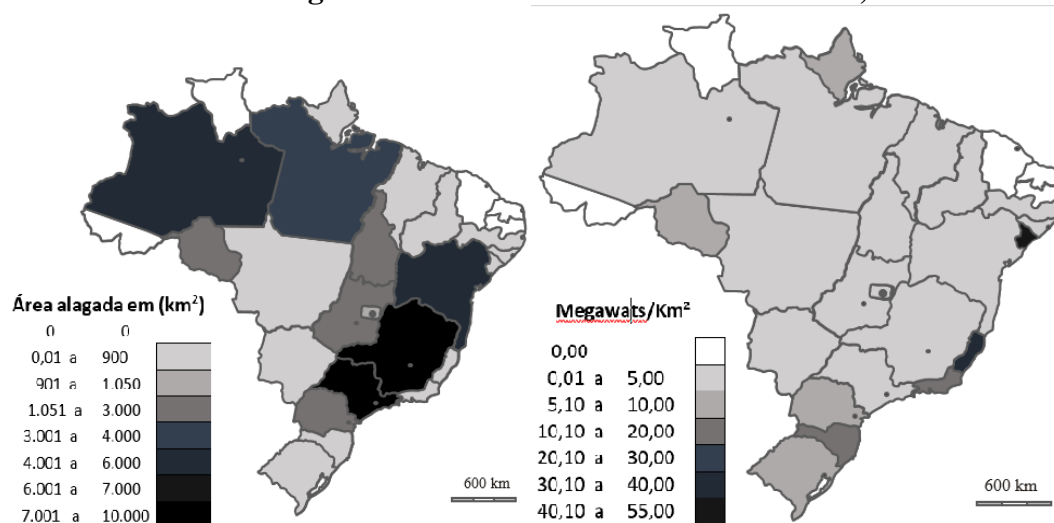 Área alagada em (km²)
0 0
0,01 a 900
901 a 1.050
1.051 a 3.000
3.001 a 4.000
4.001 a 6.000
6.001 a 7.000
7.001 a 10.000
600 km
Megawats/Km²
0,00
0,01 a 5,00
5,10 a 10,00
10,10 a 20,00
20,10 a 30,00
30,10 a 40,00
40,10 a 55,00
600 km